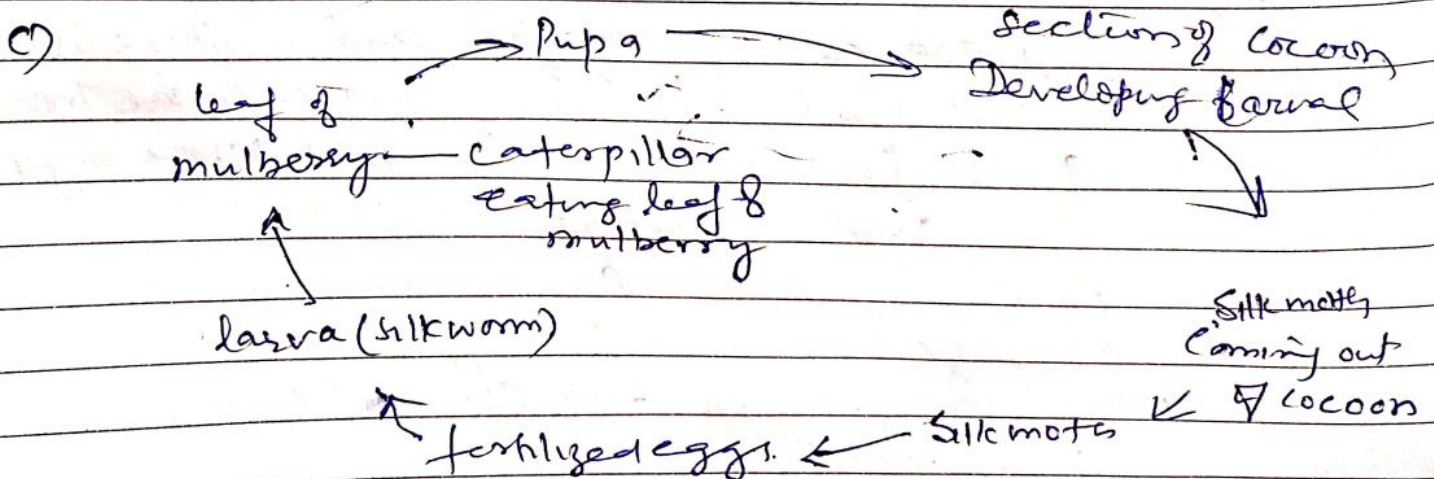 c)
Pupa
Section of Cocoon
Developing Larval
leaf of
mulberry
caterpillar
eating leaf of
mulberry
larva (silkworm)
Silk moth
Coming out
of cocoon
Silk moth
fertilized eggs.